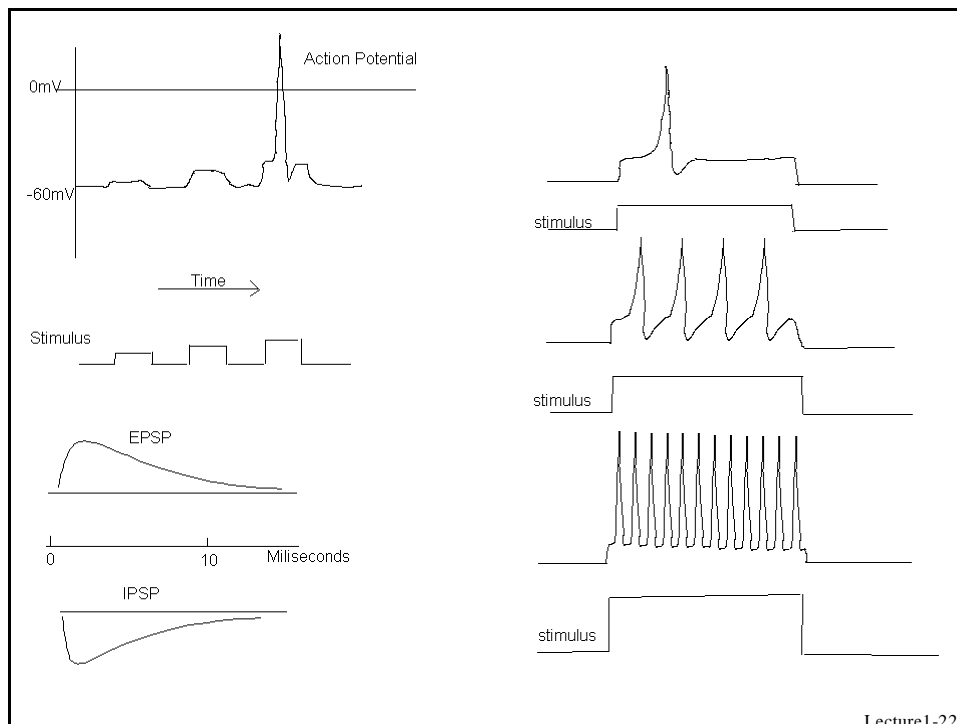 Action Potential
0mV
-60mV
Time
Stimulus
EPSP
0
10
Miliseconds
IPSP
stimulus
stimulus
stimulus
Lecture1-22